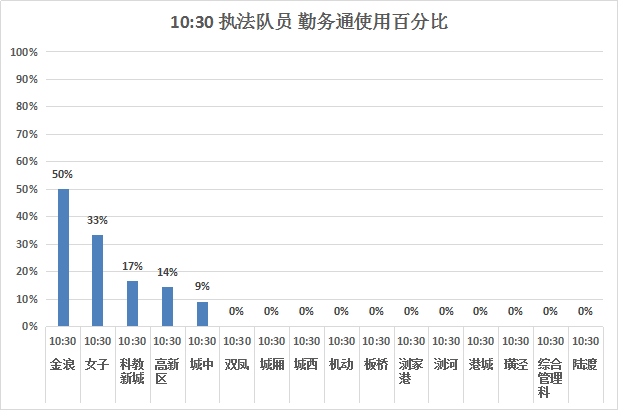 10:30 执法队员 勤务通使用百分比
100%
90%
80%
70%
60%
50%
40%
30%
20%
10%
0%
50%
33%
17%
14%
9%
0%
0%
0%
0%
0%
0%
0%
0%
0%
0%
0%
10:30 10:30 10:30 10:30 10:30 10:30 10:30 10:30 10:30 10:30 10:30 10:30 10:30 10:30 10:30 10:30
金浪
女子
科教
新城
高新
区
城中
双凤
城厢
城西
机动
板桥
浏家
港
浏河
港城
璜泾
综合
管理
科
陆渡